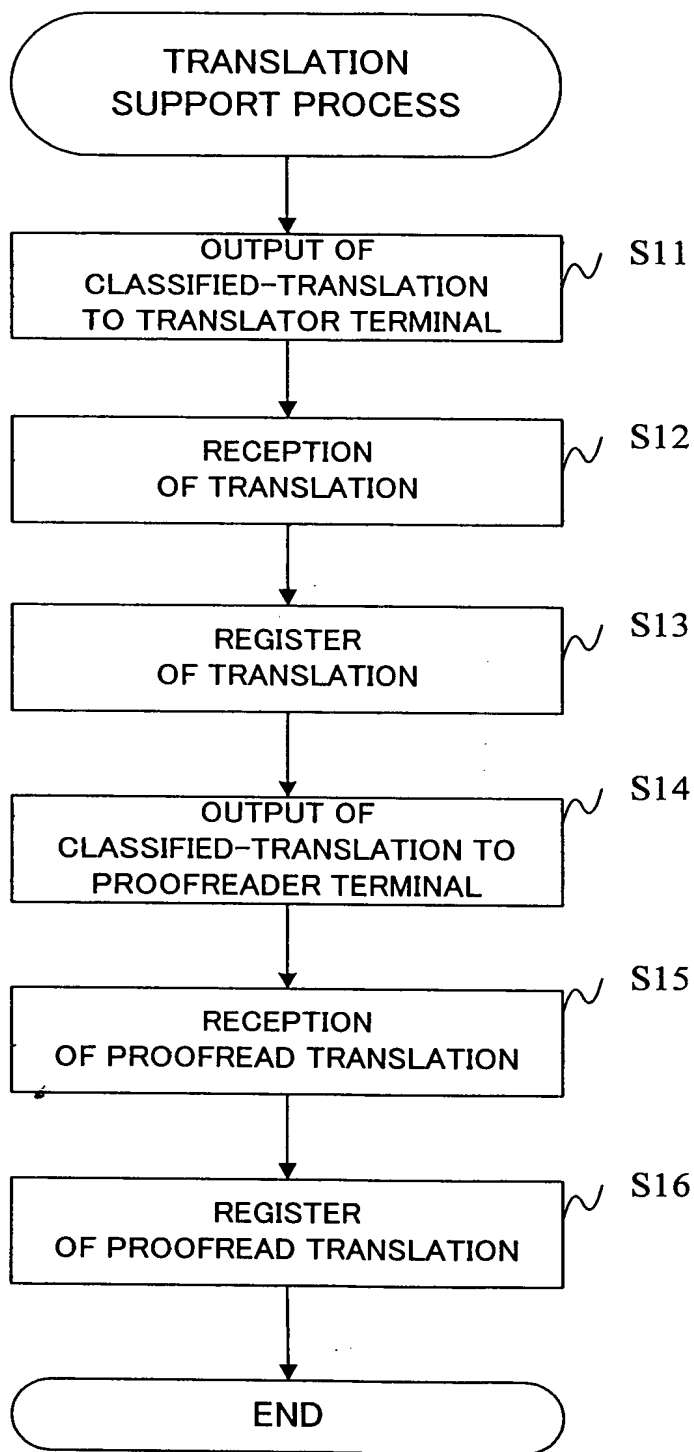 TRANSLATION
SUPPORT PROCESS
OUTPUT OF
CLASSIFIED-TRANSLATION
TO TRANSLATOR TERMINAL
S11
RECEPTION
OF TRANSLATION
S12
REGISTER
OF TRANSLATION
S13
OUTPUT OF
CLASSIFIED-TRANSLATION TO
PROOFREADER TERMINAL
S14
RECEPTION
OF PROOFREAD TRANSLATION
S15
REGISTER
OF PROOFREAD TRANSLATION
S16
END